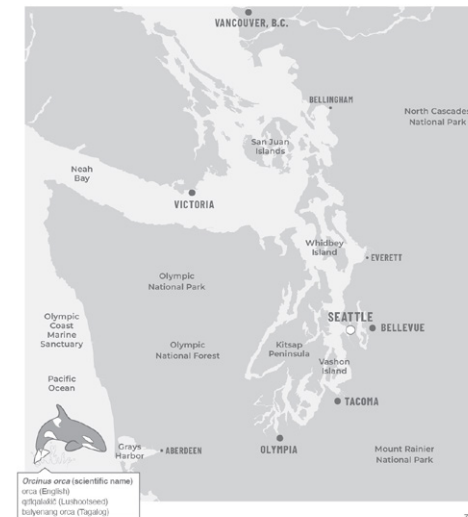 VANCOUVER, B.C.
BELLINGHAM
North Cascades
National Park
San Juan
Islands
Neah
Bay
VICTORIA
Whidbey
Island
EVERETT
Olympic
National Park
SEATTLE
BELLEVUE
Olympic
Coast
Marine
Sanctuary
Olympic
National Forest
Kitsap
Peninsula
Vashon
Island
Pacific
Ocean
TACOMA
Grays
Harbor
ABERDEEN
OLYMPIA
Mount Rainier
National Park
Orcinus orca (scientific name)
orca (English)
(Lushootseed)
balyenang orca (Tagalog)